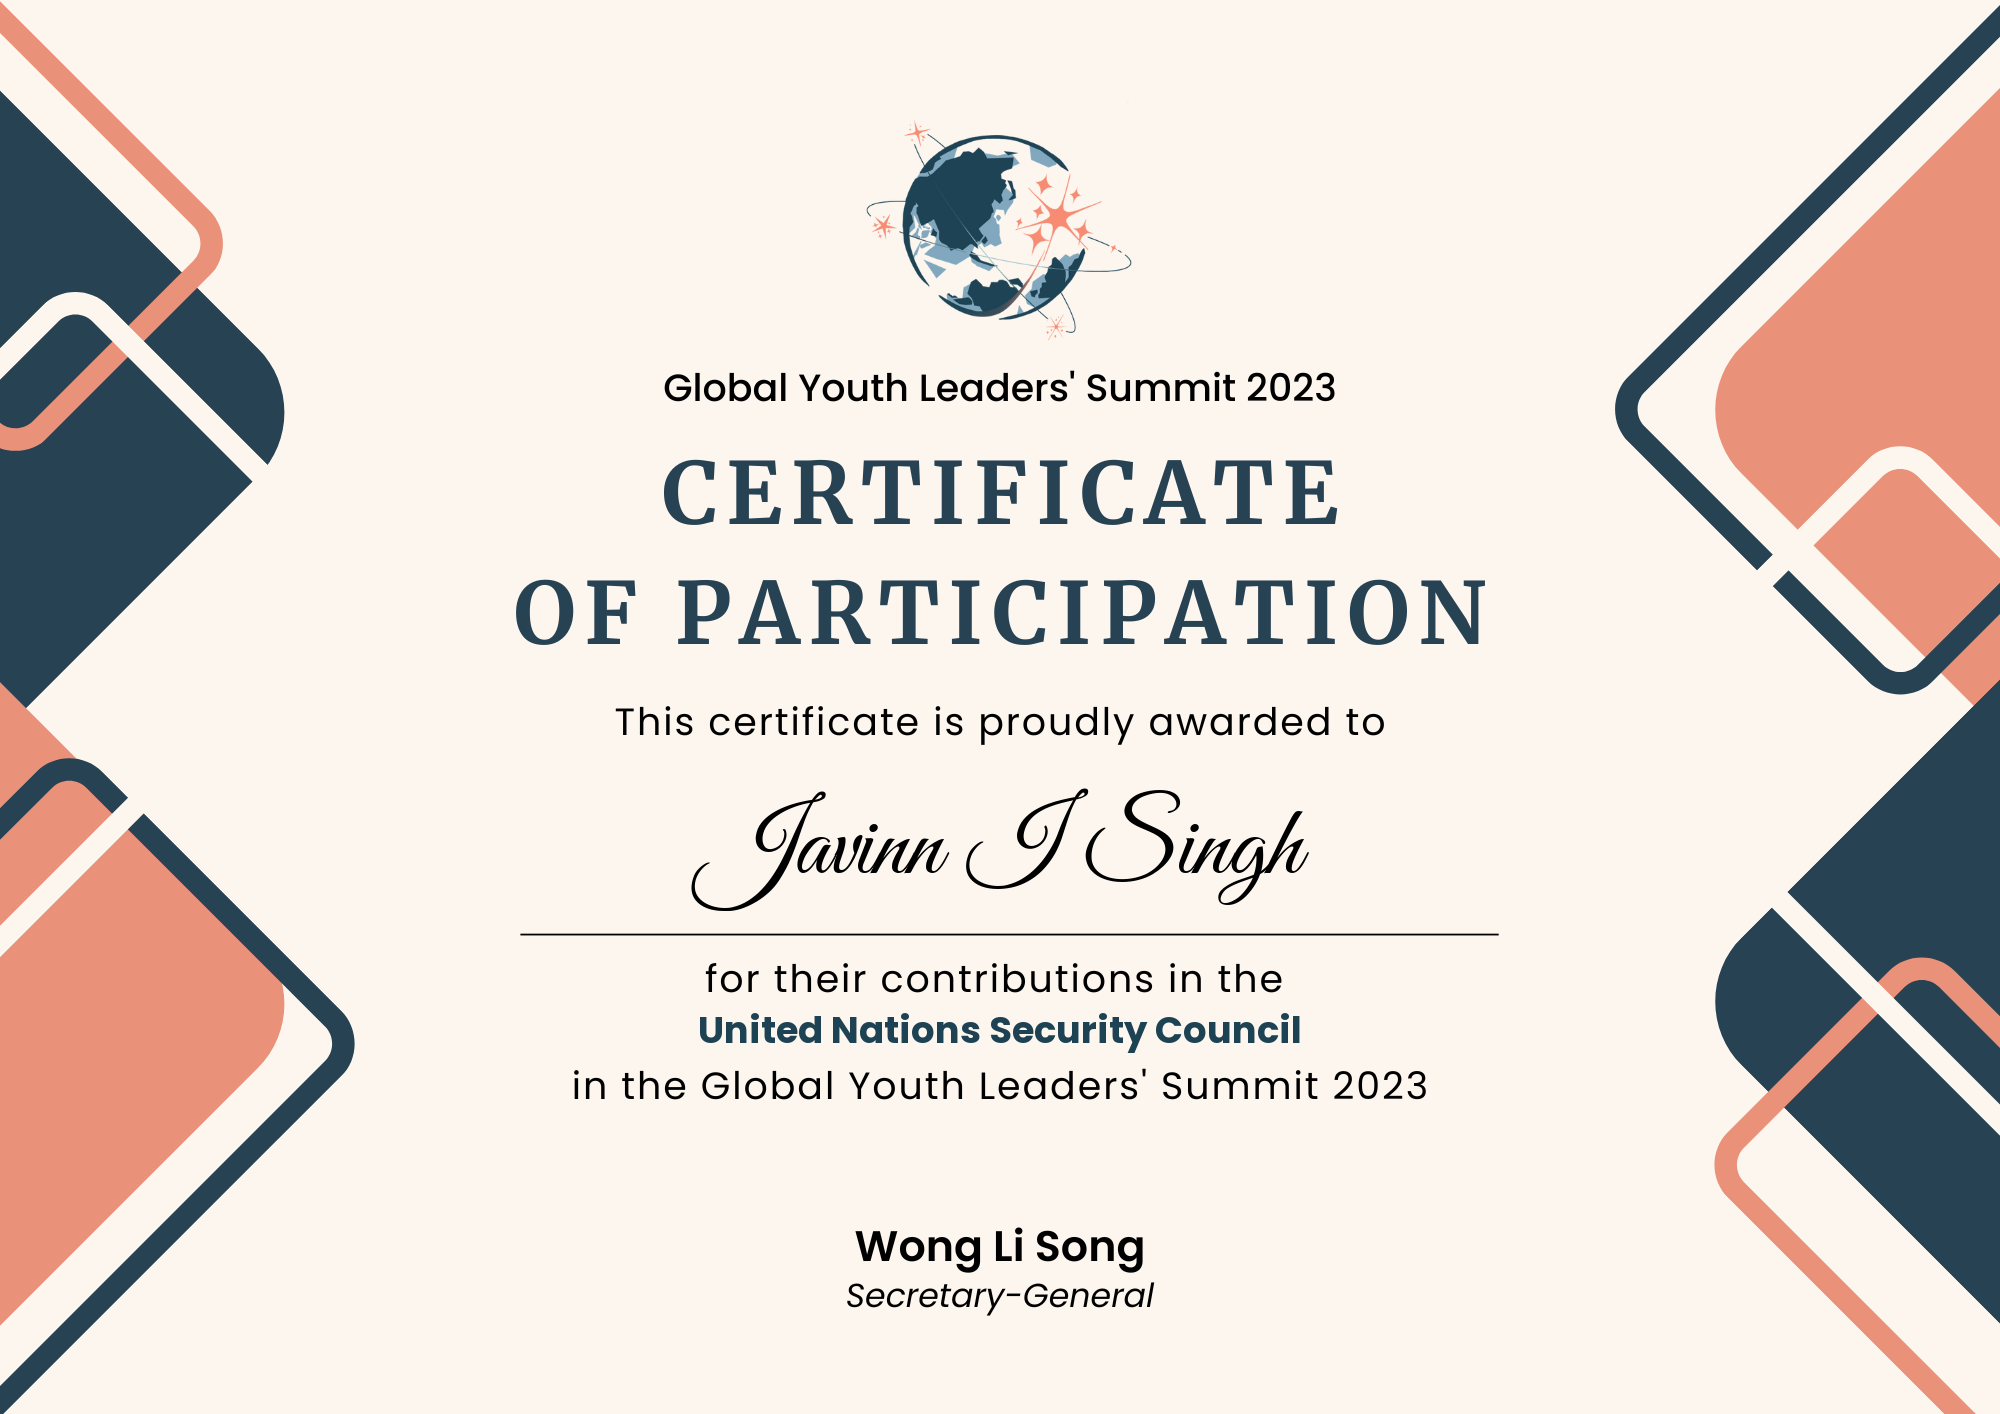 Global Youth Leaders' Summit 2023
CERTIFICATE
OF PARTICIPATION
This certificate is proudly awarded to
Javinn I Singh
for their contributions in the
United Nations Security Council
in the Global Youth Leaders' Summit 2023
Wong Li Song
Secretary-General